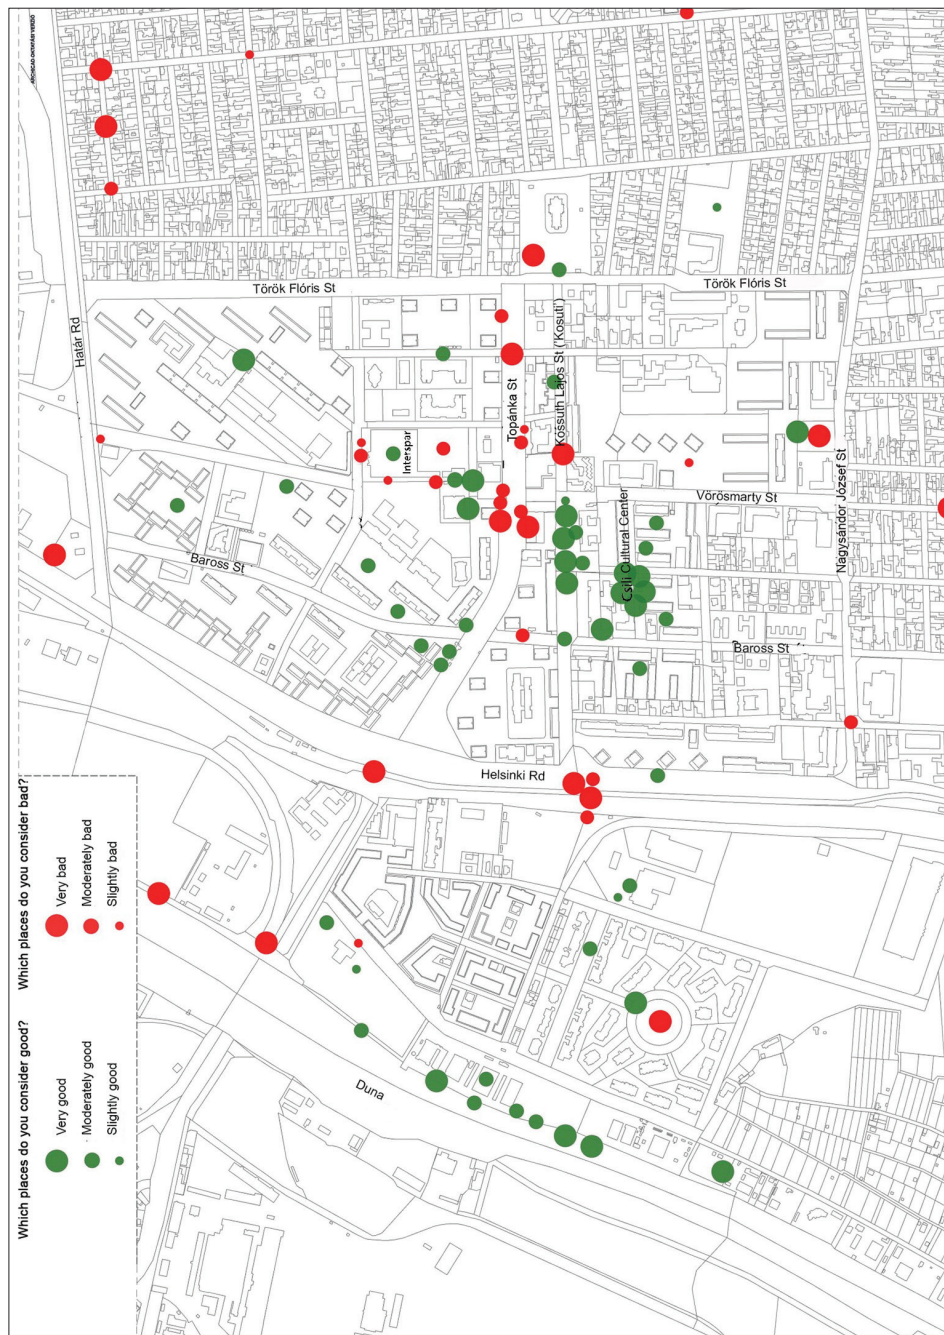 Which places do you consider good?
Very good
Moderately good
Slightly good
Which places do you consider bad?
Very bad
Moderately bad
Slightly bad
Határ Rd
Török Flóris St
Török Flóris St
Topánka St
Kossuth Lajos St ('Kosuti')
Interspar
Vörösmarty St
Nagysándor József St
Csili Cultural Center
Baross St
Baross St
Helsinki Rd
Duna